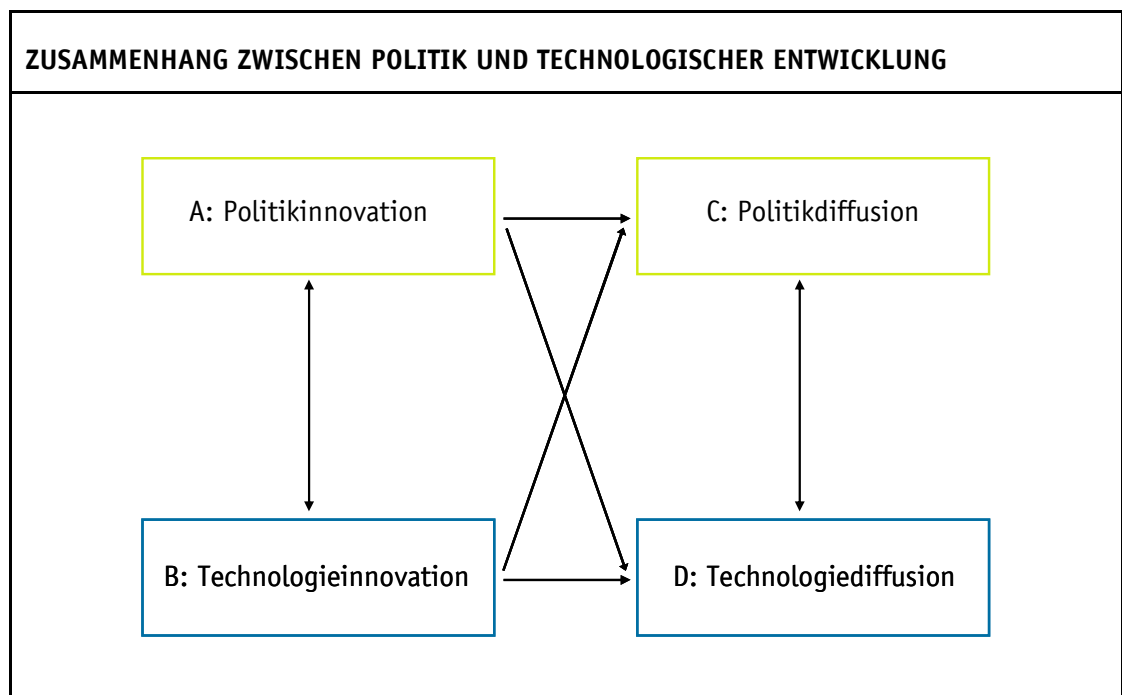 ZUSAMMENHANG ZWISCHEN POLITIK UND TECHNOLOGISCHER ENTWICKLUNG
A: Politikinnovation
C: Politikdiffusion
B: Technologieinnovation
D: Technologiediffusion